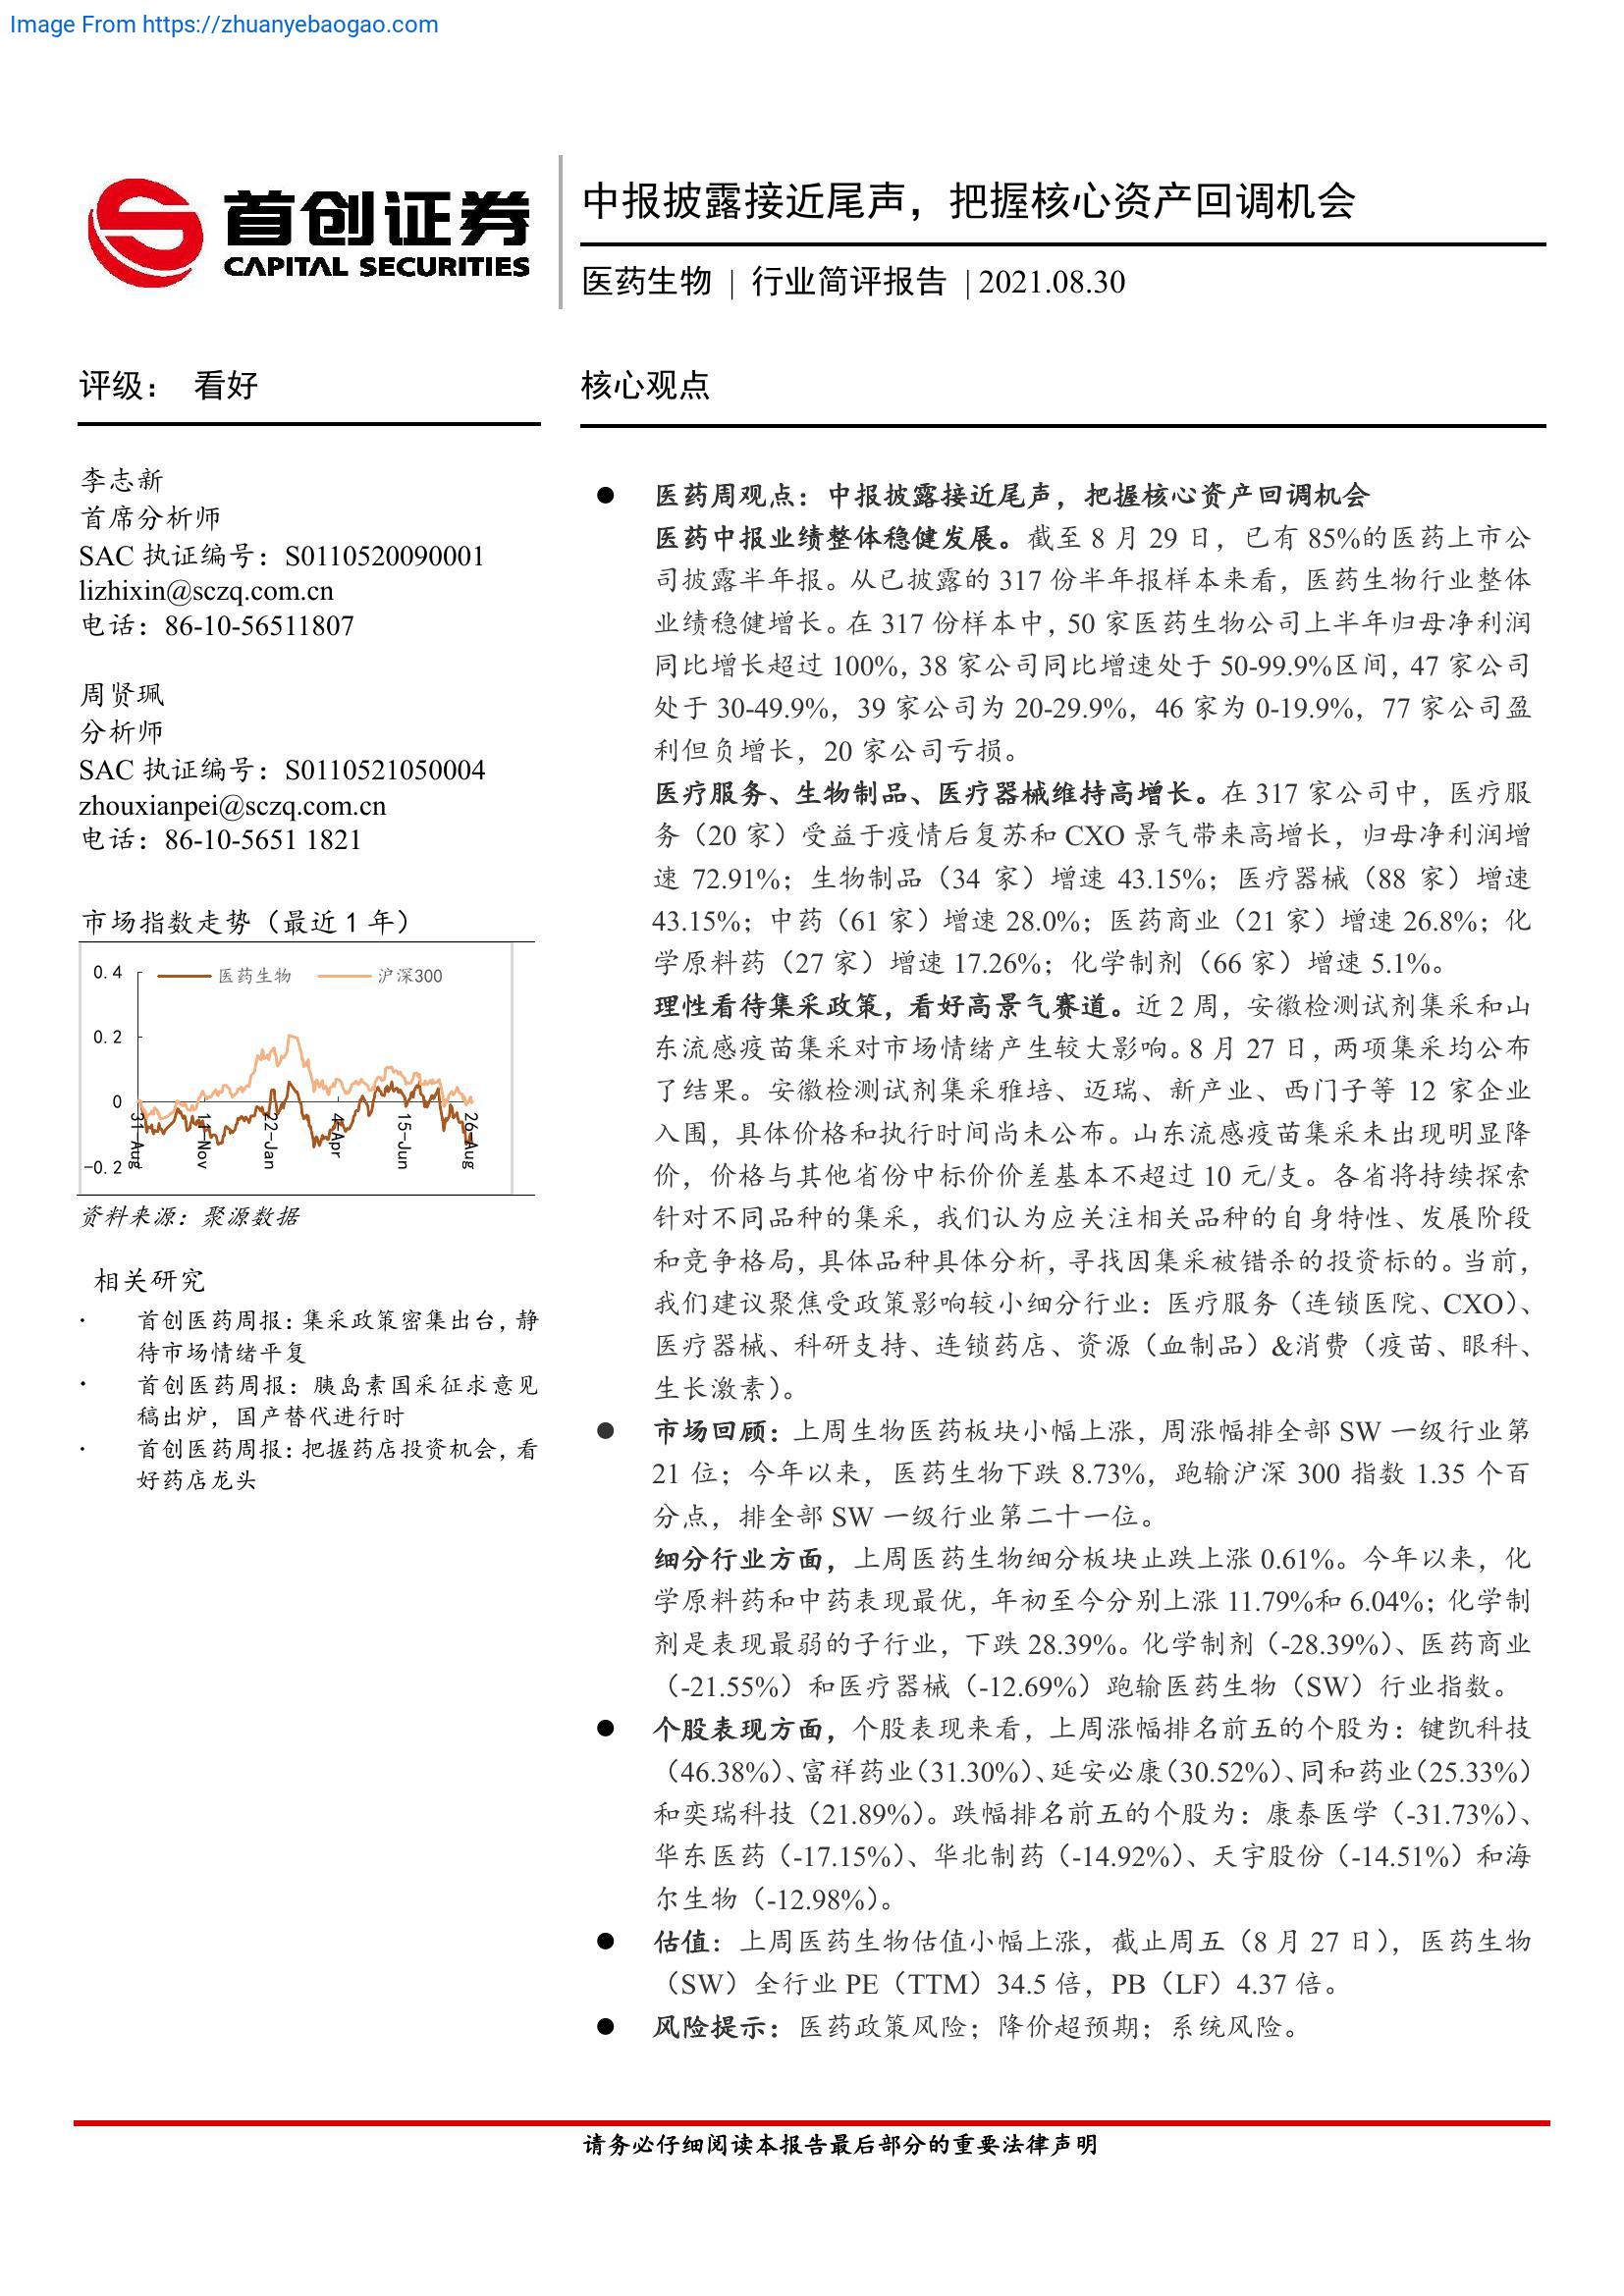 Image From https://zhuanyebaogao.com
首创证券
CAPITAL SECURITIES
中报披露接近尾声，把握核心资产回调机会
医药生物 | 行业简评报告 | 2021.08.30
评级： 看好
李志新
首席分析师
SAC 执证编号：S0110520090001
lizhixin@sczq.com.cn
电话：86-10-56511807
周贤珮
分析师
SAC 执证编号：S0110521050004
zhouxianpei@sczq.com.cn
电话：86-10-5651 1821
市场指数走势（最近 1 年）
医药生物 沪深300
0.4
0.2
0
-0.2
31-Aug 11-Nov 22-Jan 4-Apr 15-Jun 26-Aug
资料来源：聚源数据
相关研究
· 首创医药周报：集采政策密集出台，静
待市场情绪平复
· 首创医药周报：胰岛素国采征求意见
稿出炉，国产替代进行时
· 首创医药周报：把握药店投资机会，看
好药店龙头
核心观点
● 医药周观点：中报披露接近尾声，把握核心资产回调机会
医药中报业绩整体稳健发展。截至 8 月 29 日，已有 85%的医药上市公
司披露半年报。从已披露的 317 份半年报样本来看，医药生物行业整体
业绩稳健增长。在 317 份样本中，50 家医药生物公司上半年归母净利润
同比增长超过 100%，38 家公司同比增速处于 50-99.9%区间，47 家公司
处于 30-49.9%，39 家公司为 20-29.9%，46 家为 0-19.9%，77 家公司盈
利但负增长，20 家公司亏损。
医疗服务、生物制品、医疗器械维持高增长。在 317 家公司中，医疗服
务（20 家）受益于疫情后复苏和 CXO 景气带来高增长，归母净利润增
速 72.91%；生物制品（34 家）增速 43.15%；医疗器械（88 家）增速
43.15%；中药（61 家）增速 28.0%；医药商业（21 家）增速 26.8%；化
学原料药（27 家）增速 17.26%；化学制剂（66 家）增速 5.1%。
理性看待集采政策，看好高景气赛道。近 2 周，安徽检测试剂集采和山
东流感疫苗集采对市场情绪产生较大影响。8 月 27 日，两项集采均公布
了结果。安徽检测试剂集采雅培、迈瑞、新产业、西门子等 12 家企业
入围，具体价格和执行时间尚未公布。山东流感疫苗集采未出现明显降
价，价格与其他省份中标价价差基本不超过 10 元/支。各省将持续探索
针对不同品种的集采，我们认为应关注相关品种的自身特性、发展阶段
和竞争格局，具体品种具体分析，寻找因集采被错杀的投资标的。当前，
我们建议聚焦受政策影响较小细分行业：医疗服务（连锁医院、CXO）、
医疗器械、科研支持、连锁药店、资源（血制品）&消费（疫苗、眼科、
生长激素）。
● 市场回顾：上周生物医药板块小幅上涨，周涨幅排全部 SW 一级行业第
21 位；今年以来，医药生物下跌 8.73%，跑输沪深 300 指数 1.35 个百
分点，排全部 SW 一级行业第二十一位。
细分行业方面，上周医药生物细分板块止跌上涨 0.61%。今年以来，化
学原料药和中药表现最优，年初至今分别上涨 11.79%和 6.04%；化学制
剂是表现最弱的子行业，下跌 28.39%。化学制剂（-28.39%）、医药商业
（-21.55%）和医疗器械（-12.69%）跑输医药生物（SW）行业指数。
● 个股表现方面，个股表现来看，上周涨幅排名前五的个股为：键凯科技
（46.38%）、富祥药业（31.30%）、延安必康（30.52%）、同和药业（25.33%）
和奕瑞科技（21.89%）。跌幅排名前五的个股为：康泰医学（-31.73%）、
华东医药（-17.15%）、华北制药（-14.92%）、天宇股份（-14.51%）和海
尔生物（-12.98%）。
● 估值：上周医药生物估值小幅上涨，截止周五（8 月 27 日），医药生物
（SW）全行业 PE（TTM）34.5 倍，PB（LF）4.37 倍。
● 风险提示：医药政策风险；降价超预期；系统风险。
请务必仔细阅读本报告最后部分的重要法律声明